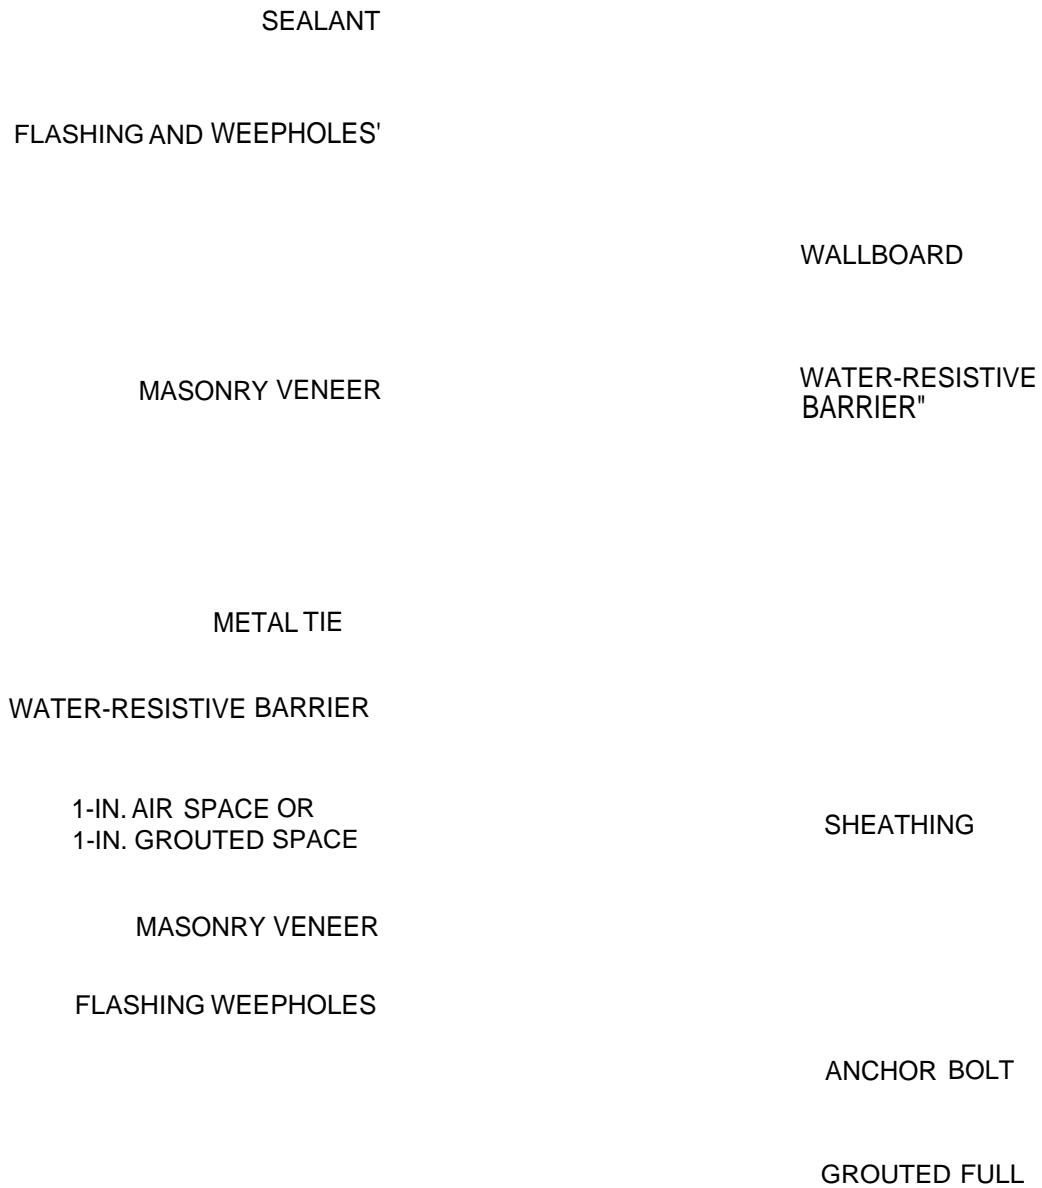 SEALANT
FLASHING AND WEEPHOLES'
WALLBOARD
MASONRY VENEER
WATER-RESISTIVE
BARRIER"
METAL TIE
WATER-RESISTIVE BARRIER
1-IN. AIR SPACE OR
1-IN. GROUTED SPACE
SHEATHING
MASONRY VENEER
FLASHING WEEPHOLES
ANCHOR BOLT
GROUTED FULL